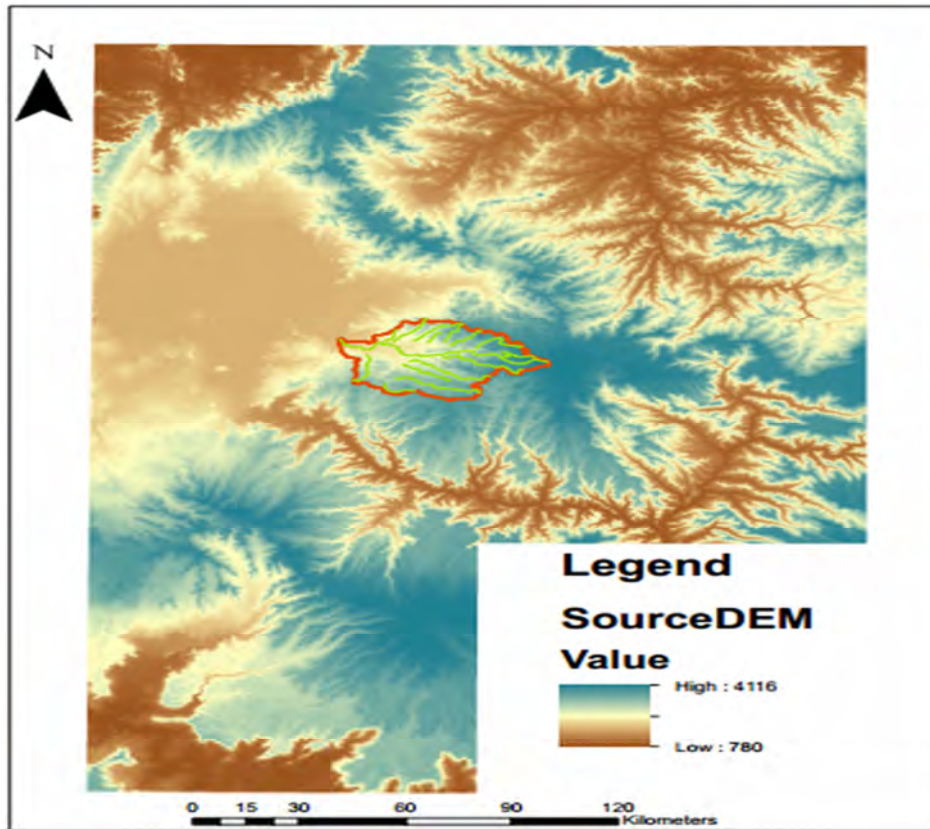 N
Legend
SourceDEM
Value
High : 4116
Low : 780
0 15 30 60 90 120
Kilometers